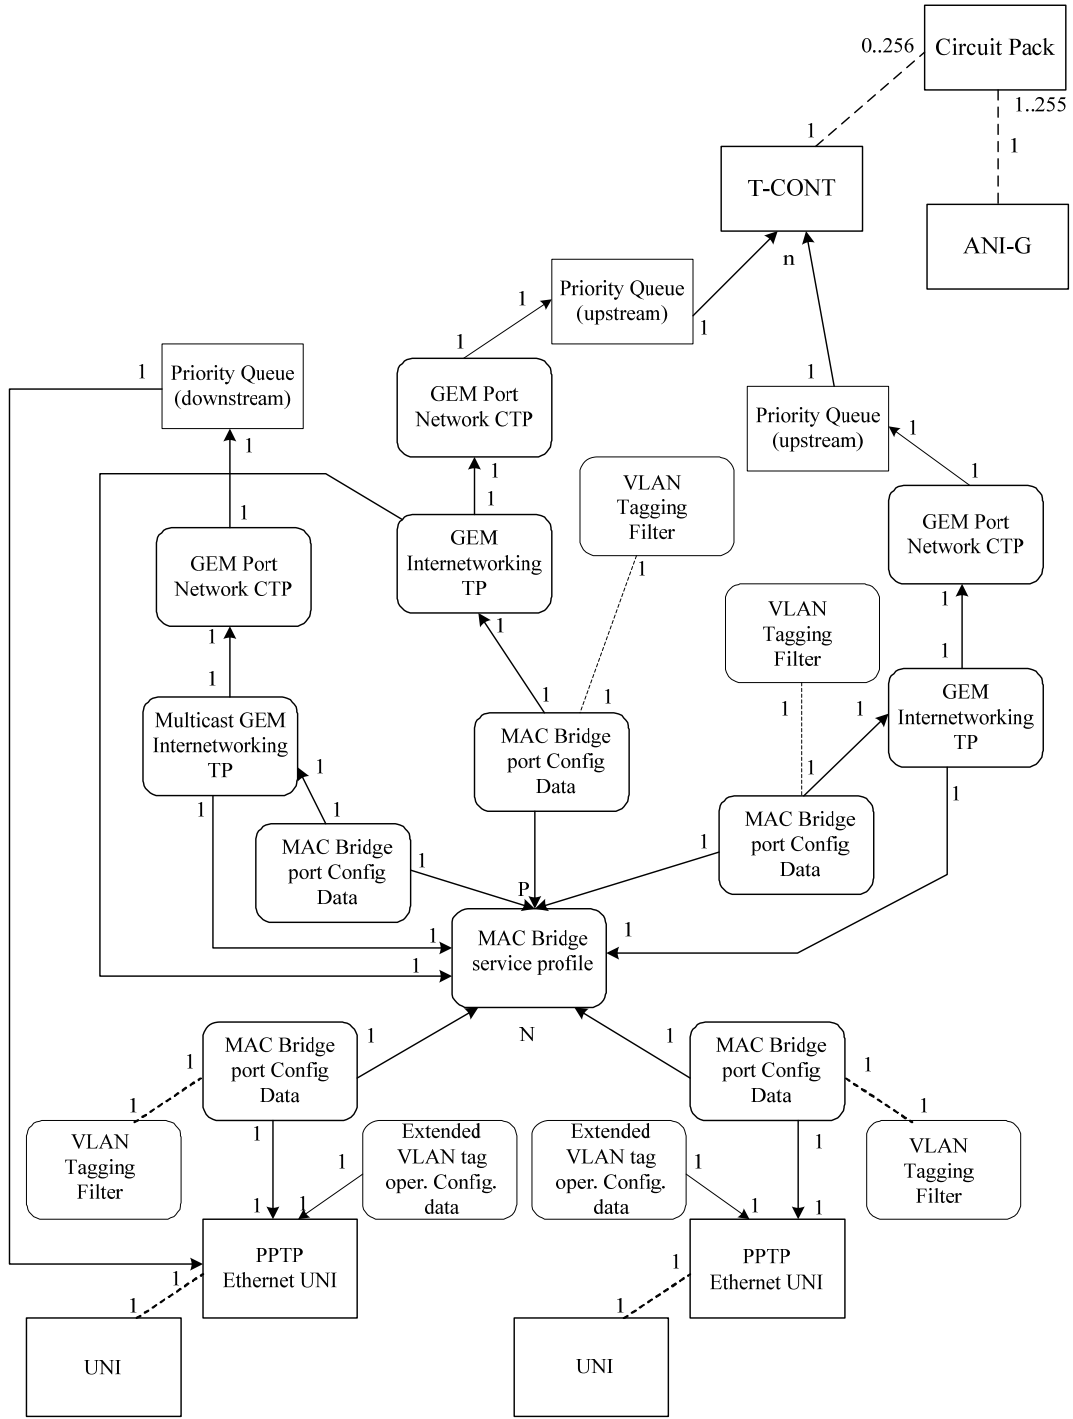 0..256
Circuit Pack
1..255
1
1
T-CONT
ANI-G
n
Priority Queue
(upstream)
1
1
1
1
Priority Queue
(downstream)
1
GEM Port
Network CTP
1
Priority Queue
(upstream)
1
1
1
1
1
VLAN
Tagging
Filter
1
GEM Port
Network CTP
1
GEM
Internetworking
TP
GEM Port
Network CTP
1
1
VLAN
Tagging
Filter
1
1
1
1
1
1
1
GEM
Internetworking
TP
Multicast GEM
Internetworking
TP
1
1
MAC Bridge
port Config
Data
1
1
1
1
1
1
MAC Bridge
port Config
Data
1
1
MAC Bridge
port Config
Data
P
1
1
1
MAC Bridge
service profile
1
N
1
MAC Bridge
port Config
Data
1
1
MAC Bridge
port Config
Data
1
1
1
VLAN
Tagging
Filter
1
1
Extended
VLAN tag
oper. Config.
data
Extended
VLAN tag
oper. Config.
data
1
1
VLAN
Tagging
Filter
1
1
1
1
PPTP
Ethernet UNI
1
1
PPTP
Ethernet UNI
1
1
UNI
UNI